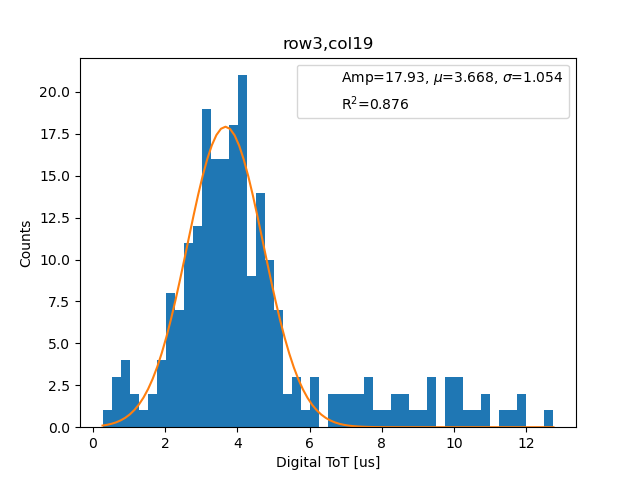 row3,col19
Amp=17.93, μ=3.668, σ=1.054
R²=0.876
Counts
20.0
17.5
15.0
12.5
10.0
7.5
5.0
2.5
0.0
0 2 4 6 8 10 12
Digital ToT [us]